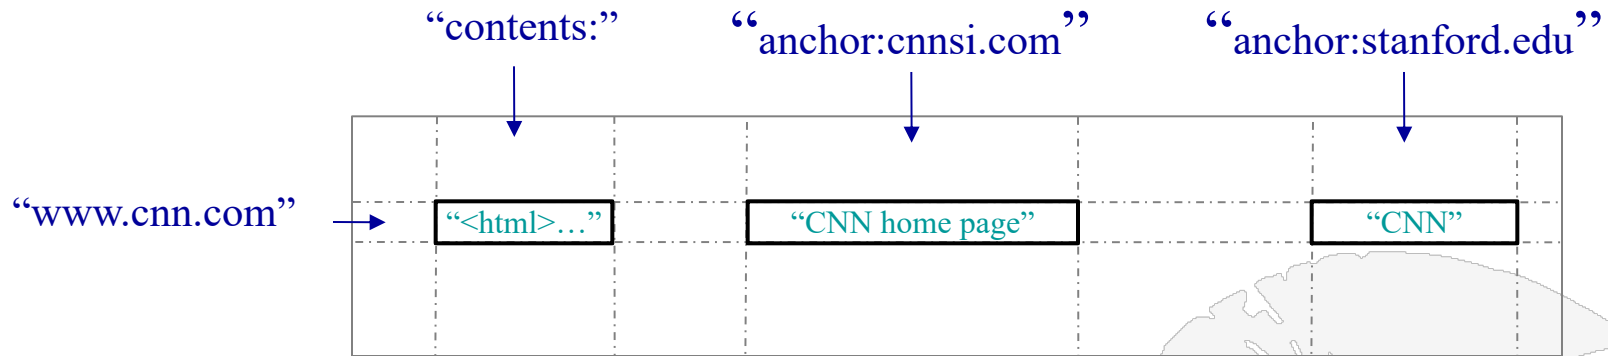 “contents:” “anchor:cnnsi.com” “anchor:stanford.edu”
“www.cnn.com” “<html>…” “CNN home page” “CNN”